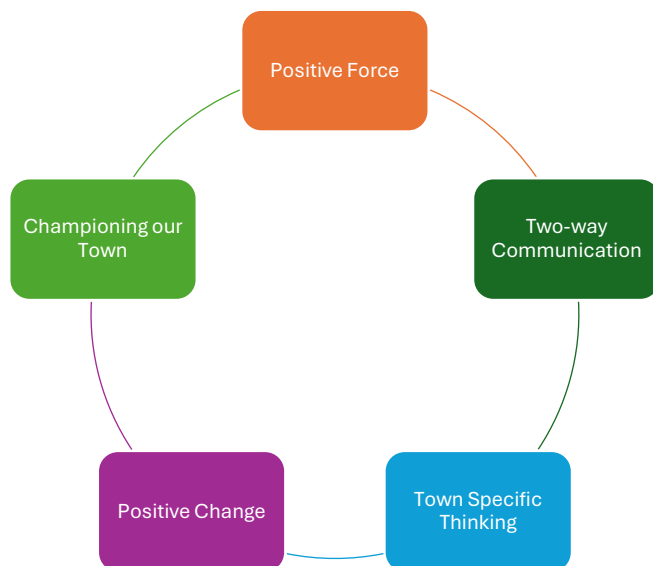 Positive Force
Two-way
Communication
Town Specific
Thinking
Positive Change
Championing our
Town